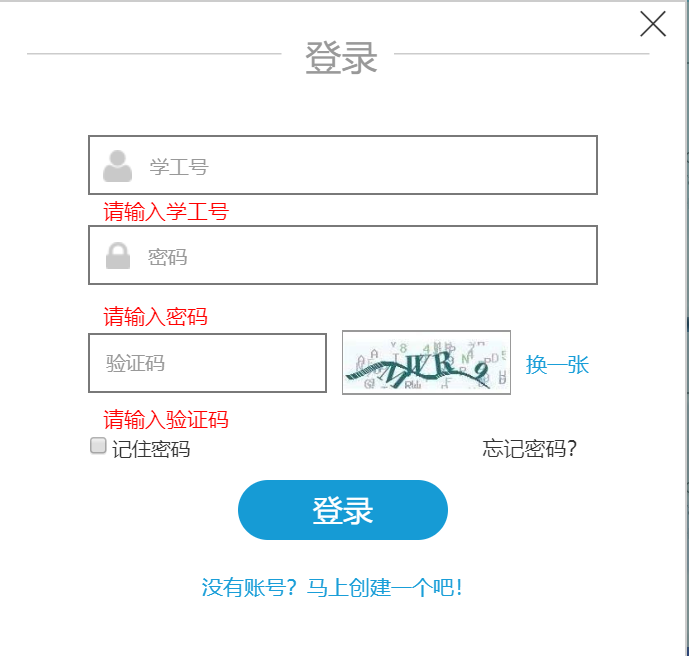 登录
学工号
请输入学工号
密码
请输入密码
验证码
换一张
请输入验证码
记住密码 忘记密码?
登录
没有账号？马上创建一个吧！